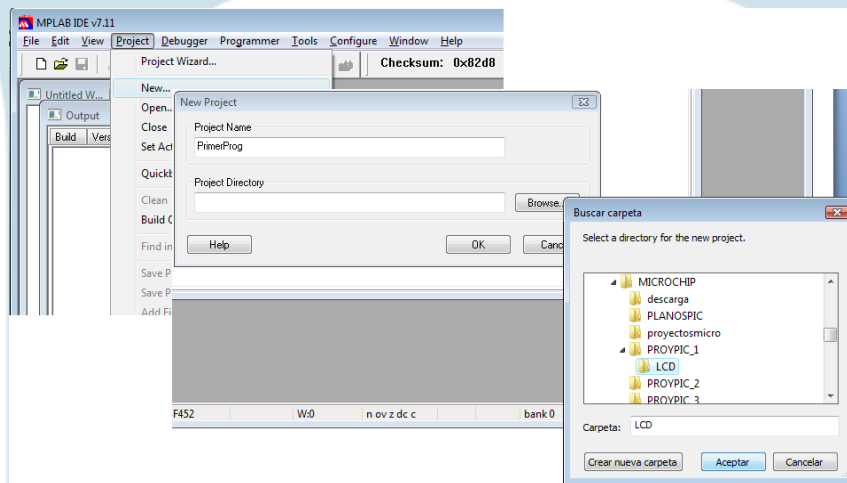 MPLAB IDE v7.11
File Edit View Project Debugger Programmer Tools Configure Window Help
Checksum: 0x82d8
Project Wizard...
New...
Open..
Close
Set Act
Quickb
Clean
Build C
Find in
Save P
Save P
Add Fi
Untitled W...
Output
Build Vers
New Project
Project Name
PrimerProg
Project Directory
Browse...
Help OK Canc
F452 W:0 n ov z dc c bank 0
Buscar carpeta
Select a directory for the new project.
MICROCHIP
descarga
PLANOSPIC
proyectosmicro
PROYPIC_1
LCD
PROYPIC_2
PROYPIC_3
Carpeta: LCD
Crear nueva carpeta Aceptar Cancelar